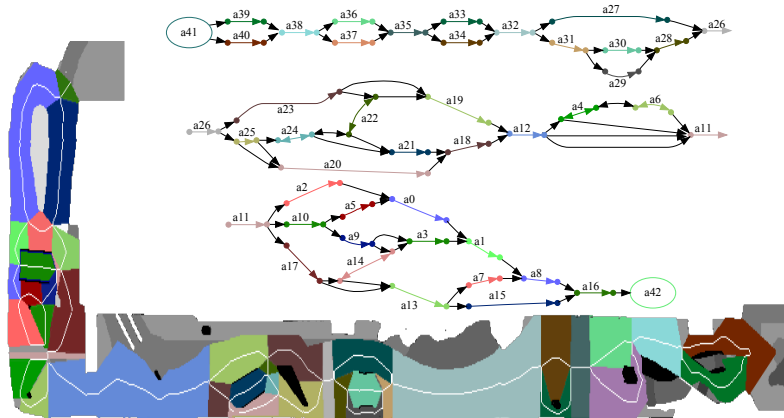 a39 a36 a33 a27
a41 a38 a35 a32 a26
a40 a37 a34 a31 a30 a28
a29
a23 a19 a4 a6
a22
a26 a25 a24 a12 a11
a21 a18
a20
a2 a5 a0
a11 a10 a9 a3 a1
a17 a14 a7 a8
a13 a15 a16 a42